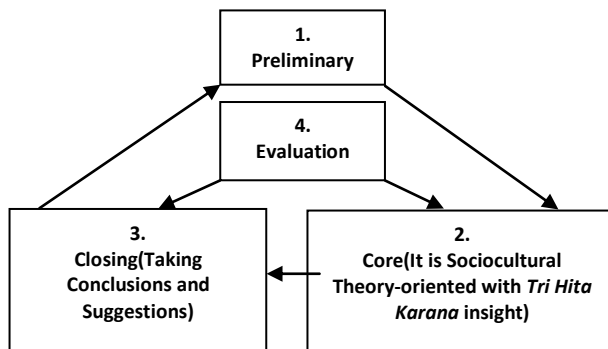 1.
Preliminary
4.
Evaluation
3.
Closing(Taking
Conclusions and
Suggestions)
2.
Core(It is Sociocultural
Theory-oriented with Tri Hita
Karana insight)